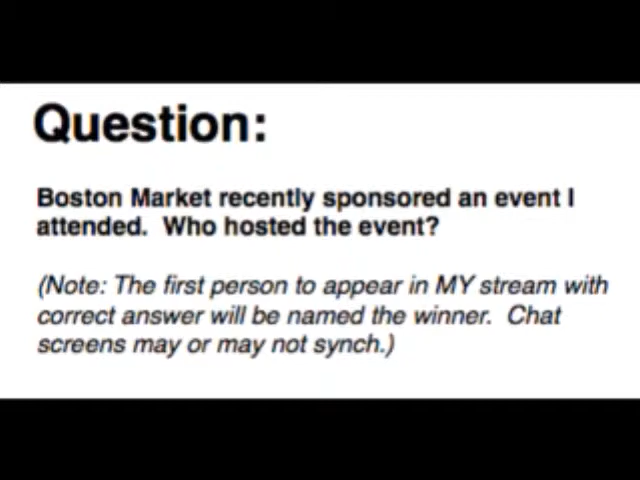 Question:
Boston Market recently sponsored an event I
attended.  Who hosted the event?
(Note: The first person to appear in MY stream with
correct answer will be named the winner.  Chat
screens may or may not synch.)